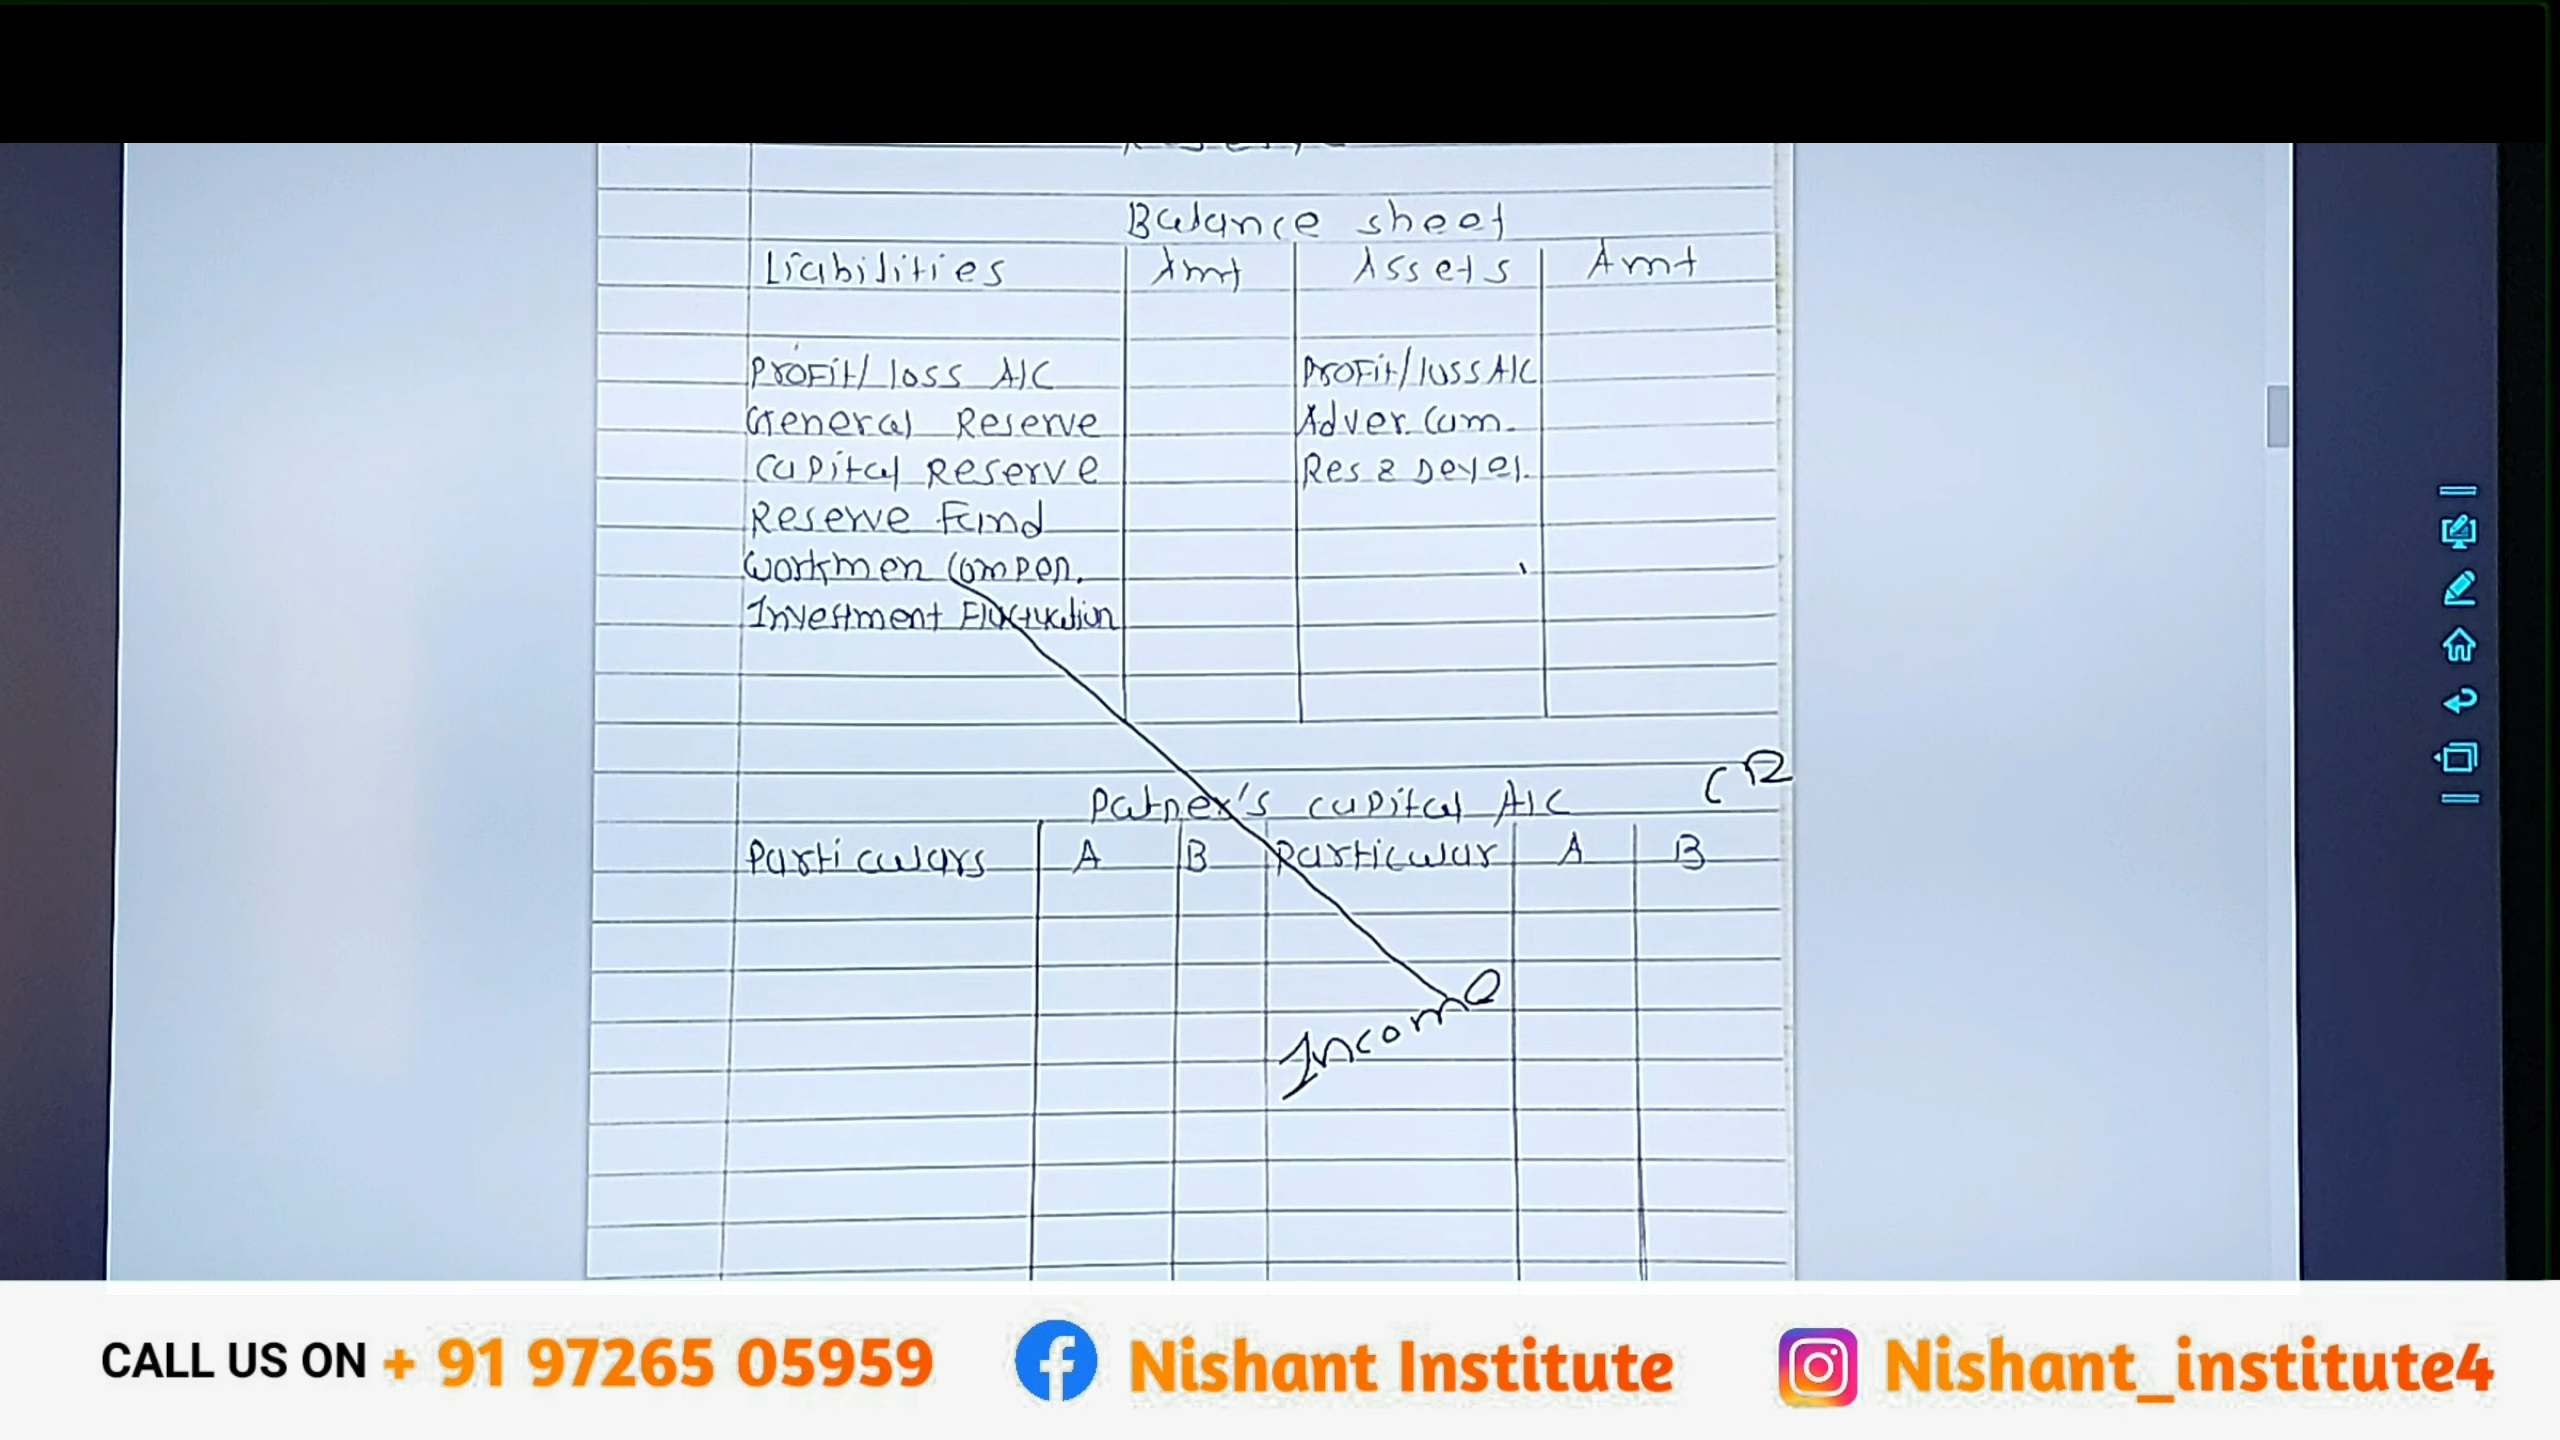 Balance sheet
Liabilities Amt Assets Amt
Profit/loss A/C Profit/loss A/C
General Reserve Adver. Cam.
Capital Reserve Res & Devel.
Reserve Fund
Workmen Compen.
Investment Fluctuation
Patner's capital A/C CR
Particulars A B Particular A B
Income
CALL US ON + 91 97265 05959 Nishant Institute Nishant_institute4